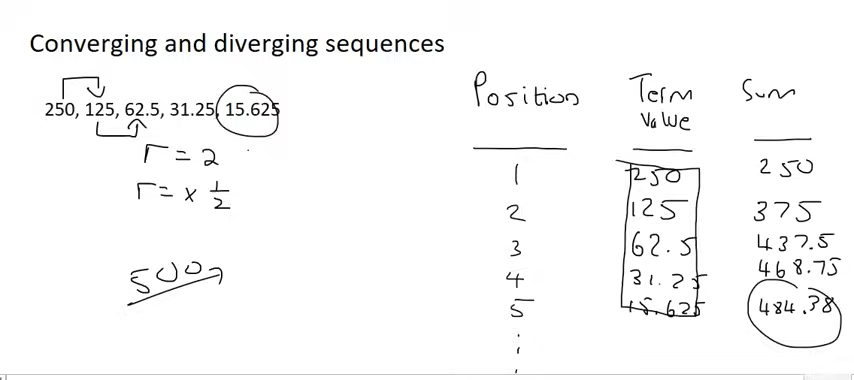 Converging and diverging sequences
250, 125, 62.5, 31.25, 15.625
r = 2
r = x 1/2
500
Position Term Value Sum
1 250 250
2 125 375
3 62.5 437.5
4 31.25 468.75
5 15.625 484.38